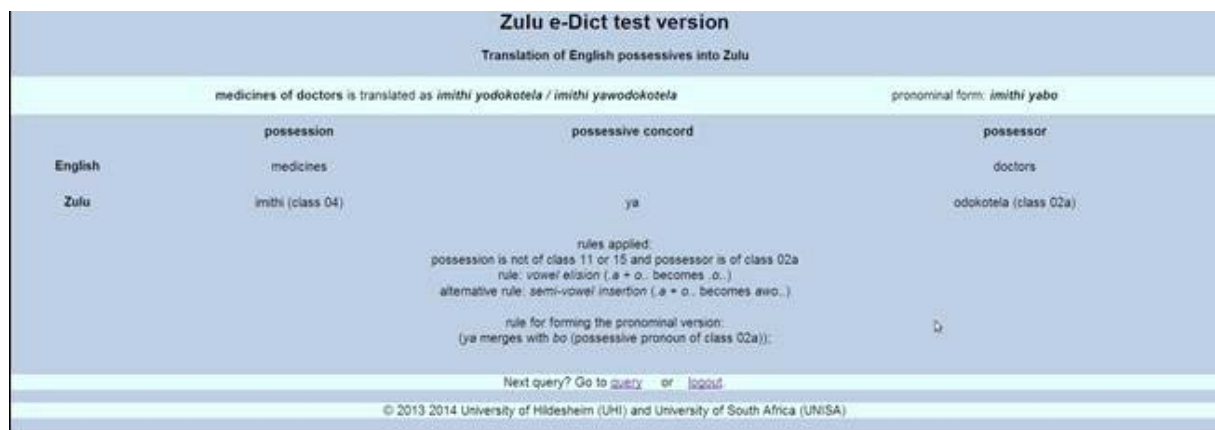 Zulu e-Dict test version
Translation of English possessives into Zulu
medicines of doctors is translated as imithi yodokotela / imithi yawodokotela pronominal form: imithi yabo
possession possessive concord possessor
English medicines doctors
Zulu imithi (class 04) ya odokotela (class 02a)
rules applied:
possession is not of class 11 or 15 and possessor is of class 02a
rule: vowel elision (.a + o.. becomes .o..)
alternative rule: semi-vowel insertion (.a + o.. becomes awo..)
rule for forming the pronominal version:
(ya merges with bo (possessive pronoun of class 02a));
Next query? Go to query or logout
© 2013 2014 University of Hildesheim (UHI) and University of South Africa (UNISA)